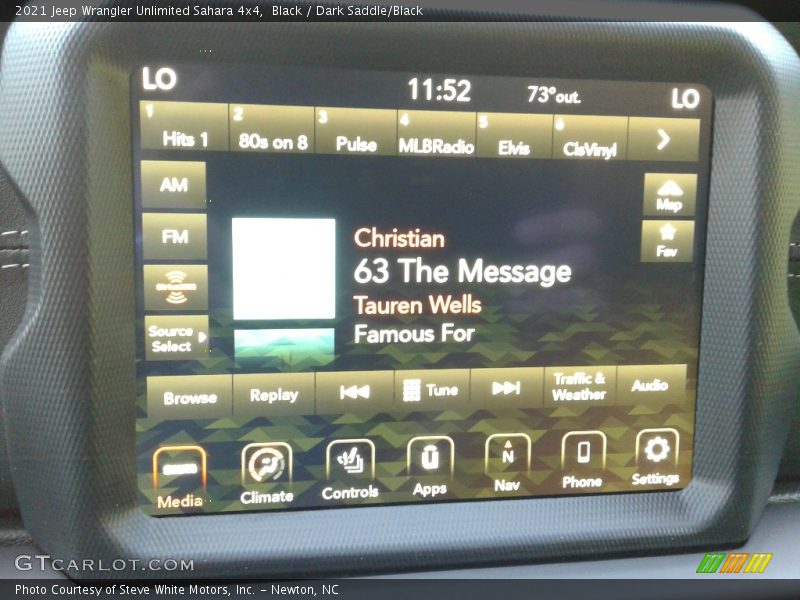 2021 Jeep Wrangler Unlimited Sahara 4x4,  Black / Dark Saddle/Black
LO 11:52 73° out. LO
1 Hits 1 2 80s on 8 3 Pulse 4 MLBRadio 5 Elvis 6 ClsVinyl
AM
FM
Source Select
Map
Fav
Christian
63 The Message
Tauren Wells
Famous For
Browse Replay Tune Traffic & Weather Audio
Media Climate Controls Apps N Nav Phone Settings
GTCARLOT.COM
Photo Courtesy of Steve White Motors, Inc. – Newton, NC